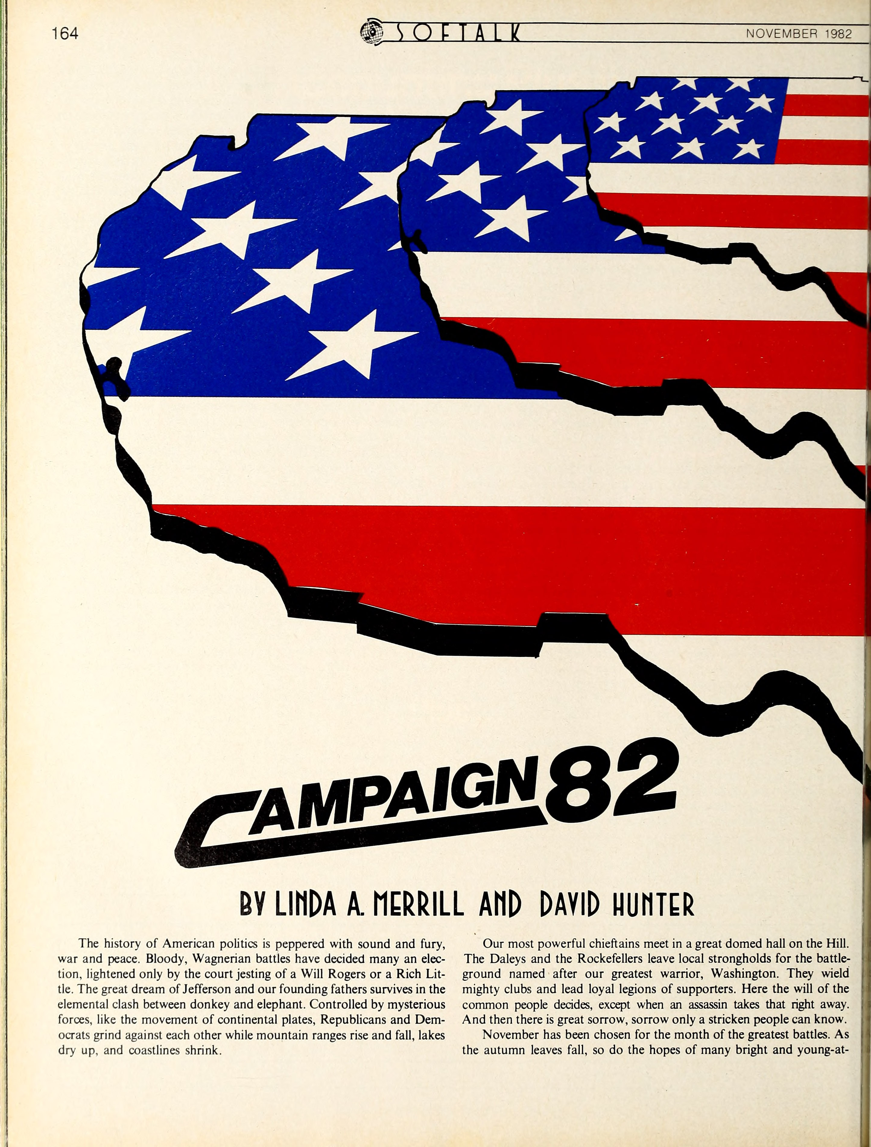 164
SOFTALK
NOVEMBER 1982
CAMPAIGN 82
BY LINDA A. MERRILL AND DAVID HUNTER
The history of American politics is peppered with sound and fury,
war and peace. Bloody, Wagnerian battles have decided many an elec-
tion, lightened only by the court jesting of a Will Rogers or a Rich Lit-
tle. The great dream of Jefferson and our founding fathers survives in the
elemental clash between donkey and elephant. Controlled by mysterious
forces, like the movement of continental plates, Republicans and Dem-
ocrats grind against each other while mountain ranges rise and fall, lakes
dry up, and coastlines shrink.
Our most powerful chieftains meet in a great domed hall on the Hill.
The Daleys and the Rockefellers leave local strongholds for the battle-
ground named after our greatest warrior, Washington. They wield
mighty clubs and lead loyal legions of supporters. Here the will of the
common people decides, except when an assassin takes that right away.
And then there is great sorrow, sorrow only a stricken people can know.
November has been chosen for the month of the greatest battles. As
the autumn leaves fall, so do the hopes of many bright and young-at-